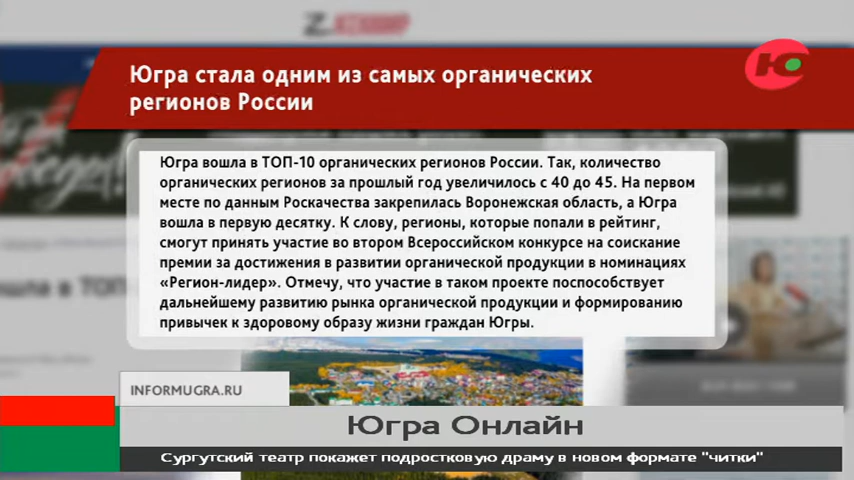 Югра стала одним из самых органических
регионов России
Ю
Югра вошла в ТОП-10 органических регионов России. Так, количество
органических регионов за прошлый год увеличилось с 40 до 45. На первом
месте по данным Роскачества закрепилась Воронежская область, а Югра
вошла в первую десятку. К слову, регионы, которые попали в рейтинг,
смогут принять участие во втором Всероссийском конкурсе на соискание
премии за достижения в развитии органической продукции в номинациях
«Регион-лидер». Отмечу, что участие в таком проекте поспособствует
дальнейшему развитию рынка органической продукции и формированию
привычек к здоровому образу жизни граждан Югры.
INFORMUGRA.RU
Югра Онлайн
Сургутский театр покажет подростковую драму в новом формате "читки"